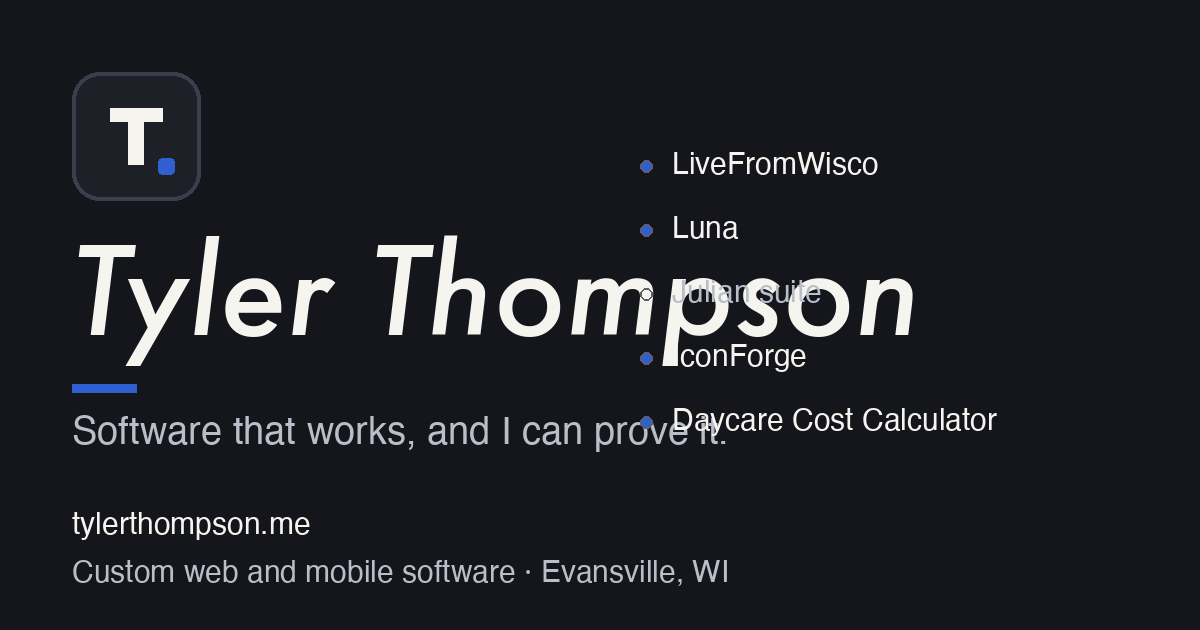 T.
Tyler Thompson
Software that works, and I can prove it.
tylerthompson.me
Custom web and mobile software · Evansville, WI
LiveFromWisco
Luna
Julian suite
IconForge
Daycare Cost Calculator